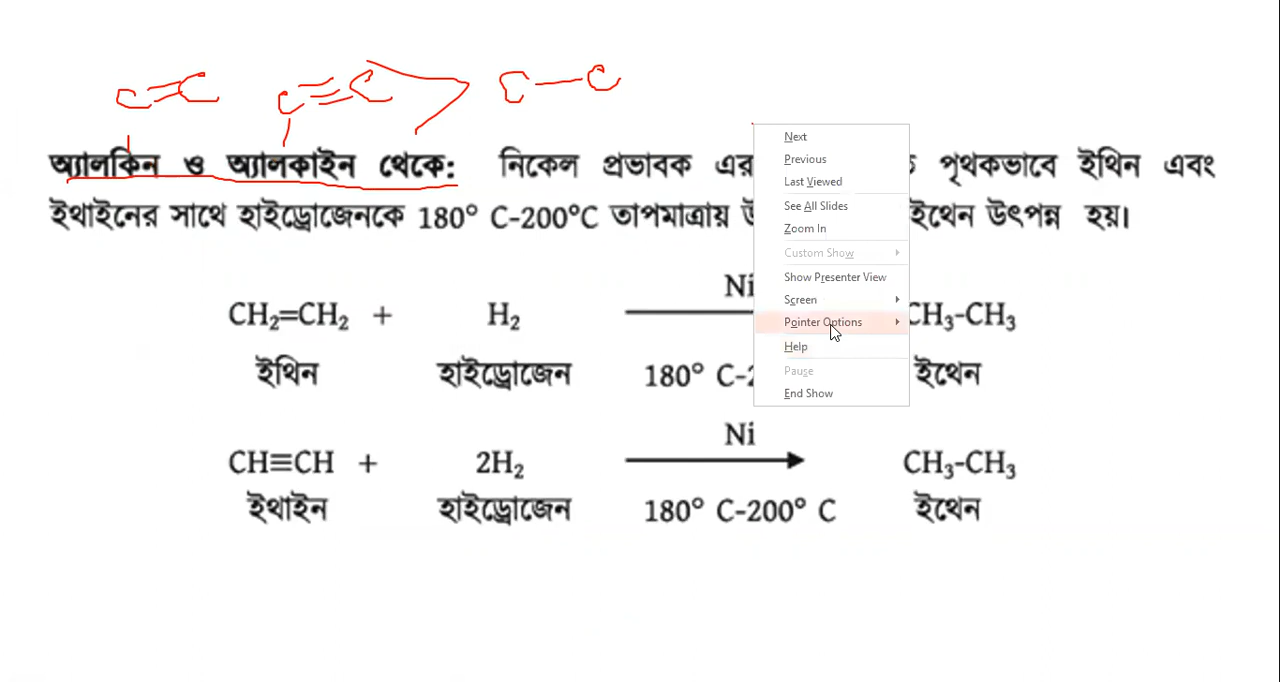 C=C C≡C C-C
অ্যালকিন ও অ্যালকাইন থেকে: নিকেল প্রভাবক এর পৃথকভাবে ইথিন এবং
ইথাইনের সাথে হাইড্রোজেনকে 180° C-200°C তাপমাত্রায় ইথেন উৎপন্ন হয়।
Next
Previous
Last Viewed
See All Slides
Zoom In
Custom Show
Show Presenter View
Screen
Pointer Options
Help
Pause
End Show
CH₂=CH₂ + H₂ Ni CH₃-CH₃
ইথিন হাইড্রোজেন 180° C-2 ইথেন
Ni
CH≡CH + 2H₂ CH₃-CH₃
ইথাইন হাইড্রোজেন 180° C-200° C ইথেন